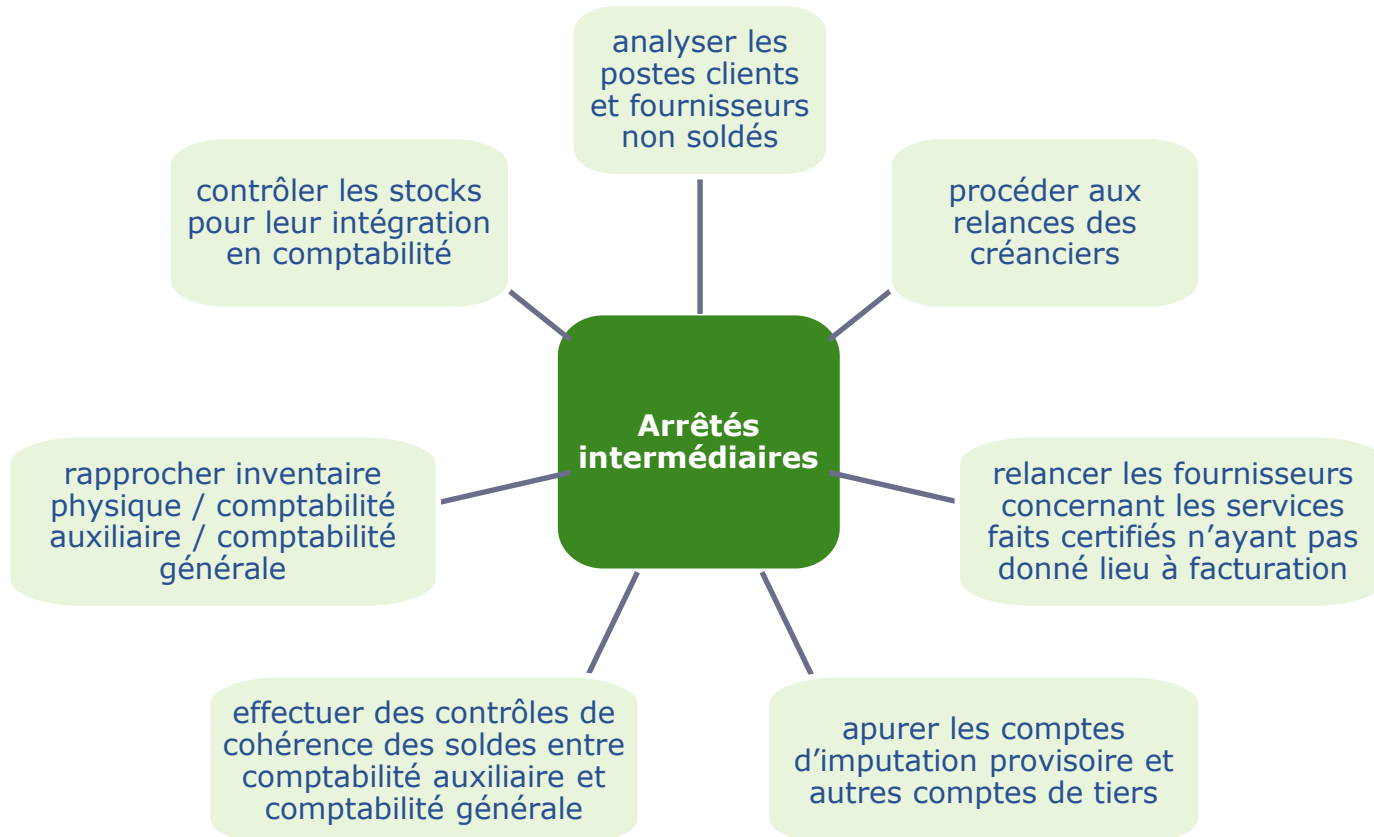 analyser les
postes clients
et fournisseurs
non soldés
procéder aux
relances des
créanciers
relancer les fournisseurs
concernant les services
faits certifiés n’ayant pas
donné lieu à facturation
apurer les comptes
d’imputation provisoire et
autres comptes de tiers
effectuer des contrôles de
cohérence des soldes entre
comptabilité auxiliaire et
comptabilité générale
rapprocher inventaire
physique / comptabilité
auxiliaire / comptabilité
générale
contrôler les stocks
pour leur intégration
en comptabilité
Arrêtés
intermédiaires